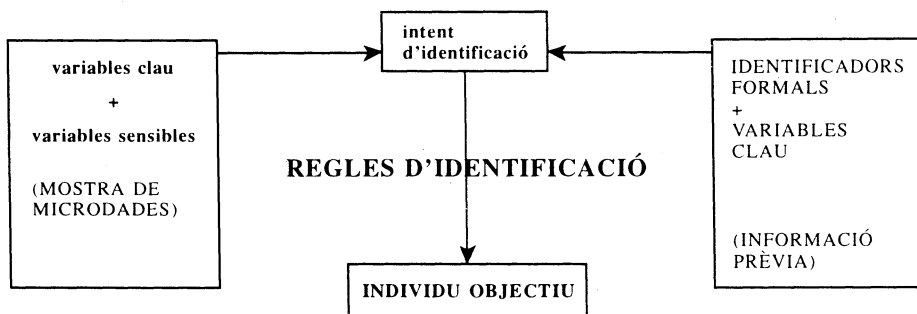 intent
d'identificació
variables clau
+
variables sensibles
(MOSTRA DE
MICRODADES)
IDENTIFICADORS
FORMALS
+
VARIABLES
CLAU
(INFORMACIÓ
PRÈVIA)
REGLES D'IDENTIFICACIÓ
INDIVIDU OBJECTIU